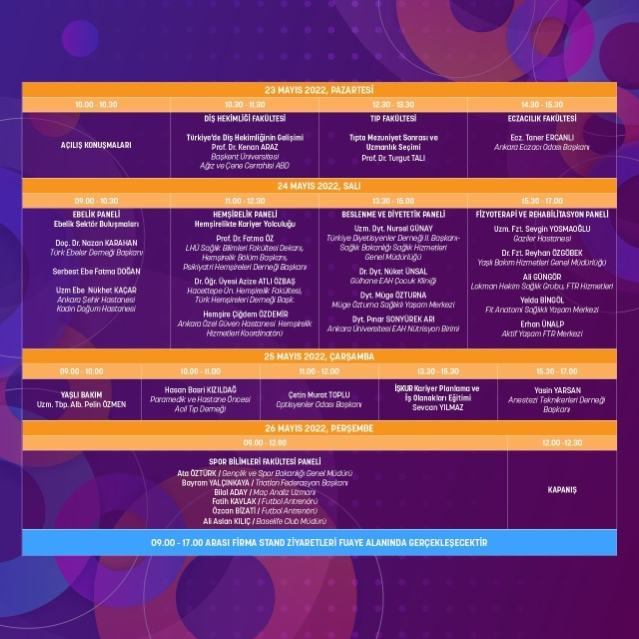 23 MAYIS 2022, PAZARTESİ
10.00 - 10.30
10.30 - 11.30
12.30 - 13.30
14.30 - 15.30
AÇILIŞ KONUŞMALARI
DİŞ HEKİMLİĞİ FAKÜLTESİ
Türkiye'de Diş Hekimliğinin Gelişimi
Prof. Dr. Kenan ARAZ
Başkent Üniversitesi
Ağız ve Çene Cerrahisi ABD
TIP FAKÜLTESİ
Tıpta Mezuniyet Sonrası ve
Uzmanlık Seçimi
Prof. Dr. Turgut TALI
ECZACILIK FAKÜLTESİ
Ecz. Taner ERCANLI
Ankara Eczacı Odası Başkanı
24 MAYIS 2022, SALI
09.00 - 10.30
11.00 - 12.30
13.30 - 15.00
15.30 - 17.00
EBELİK PANELİ
Ebelik Sektör Buluşmaları
Doç. Dr. Nazan KARAHAN
Türk Ebeler Derneği Başkanı
Serbest Ebe Fatma DOĞAN
Uzm Ebe Nükhet KAÇAR
Ankara Şehir Hastanesi
Kadın Doğum Hastanesi
HEMŞİRELİK PANELİ
Hemşirelikte Kariyer Yolculuğu
Prof. Dr. Fatma ÖZ
LHÜ Sağlık Bilimleri Fakültesi Dekanı,
Hemşirelik Bölüm Başkanı,
Psikiyatri Hemşireleri Derneği Başkanı
Dr. Öğr. Üyesi Azize ATLI ÖZBAŞ
Hacettepe Ün. Hemşirelik Fakültesi,
Türk Hemşireleri Derneği Başk.
Hemşire Çiğdem ÖZDEMİR
Ankara Özel Güven Hastanesi Hemşirelik
Hizmetleri Koordinatörü
BESLENME VE DİYETETİK PANELİ
Uzm. Dyt. Nursel GÜNAY
Türkiye Diyetisyenler Derneği II. Başkanı-
Sağlık Bakanlığı Sağlık Hizmetleri
Genel Müdürlüğü
Dr. Dyt. Nüket ÜNSAL
Gülhane EAH Çocuk Kliniği
Dyt. Müge ÖZTURNA
Müge Özturna Sağlıklı Yaşam Merkezi
Dyt. Pınar SONYÜREK ARI
Ankara Üniversitesi EAH Nütrisyon Birimi
FİZYOTERAPİ VE REHABİLİTASYON PANELİ
Uzm. Fzt. Sevgin YOSMAOĞLU
Gaziler Hastanesi
Dr. Fzt. Reyhan ÖZGÖBEK
Yaşlı Bakım Hizmetleri Genel Müdürlüğü
Ali GÜNGÖR
Lokman Hekim Sağlık Grubu, FTR Hizmetleri
Yelda BİNGÖL
Fit Anatomi Sağlıklı Yaşam Merkezi
Erhan ÜNALP
Aktif Yaşam FTR Merkezi
25 MAYIS 2022, ÇARŞAMBA
09.00 - 10.00
10.00 - 11.00
11.00 - 12.00
13.30 - 15.30
15.30 - 17.00
YAŞLI BAKIM
Uzm. Tbp. Alb. Pelin ÖZMEN
Hasan Basri KIZILDAĞ
Paramedik ve Hastane Öncesi
Acil Tıp Derneği
Çetin Murat TOPLU
Optisyenler Odası Başkanı
İŞKUR Kariyer Planlama ve
İş Olanakları Eğitimi
Sevcan YILMAZ
Yasin YARSAN
Anestezi Teknikerleri Derneği
Başkanı
26 MAYIS 2022, PERŞEMBE
09.00 - 12.00
12.00 -12.30
SPOR BİLİMLERİ FAKÜLTESİ PANELİ
Ata ÖZTÜRK / Gençlik ve Spor Bakanlığı Genel Müdürü
Bayram YALÇINKAYA / Triatlon Federasyon Başkanı
Bilal ADAY / Maç Analiz Uzmanı
Fatih KAVLAK / Futbol Antrenörü
Özcan BİZATİ / Futbol Antrenörü
Ali Aslan KILIÇ / Baselife Club Müdürü
KAPANIŞ
09.00 - 17.00 ARASI FİRMA STAND ZİYARETLERİ FUAYE ALANINDA GERÇEKLEŞECEKTİR